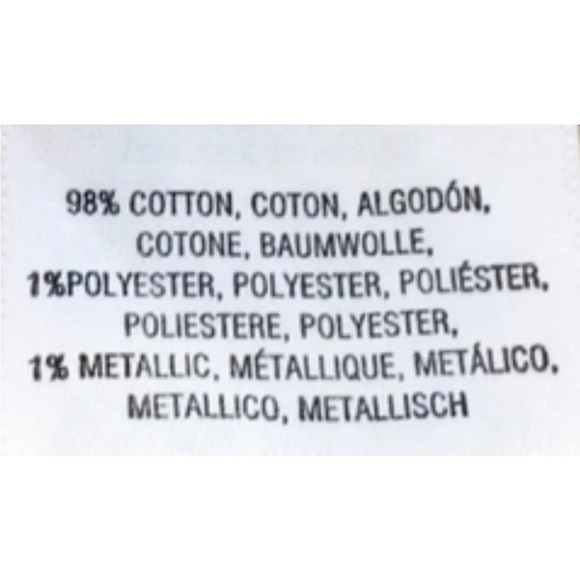 98% COTTON, COTON, ALGODÓN,
COTONE, BAUMWOLLE,
1%POLYESTER, POLYESTER, POLIÉSTER,
POLIESTERE, POLYESTER,
1% METALLIC, MÉTALLIQUE, METÁLICO,
METALLICO, METALLISCH